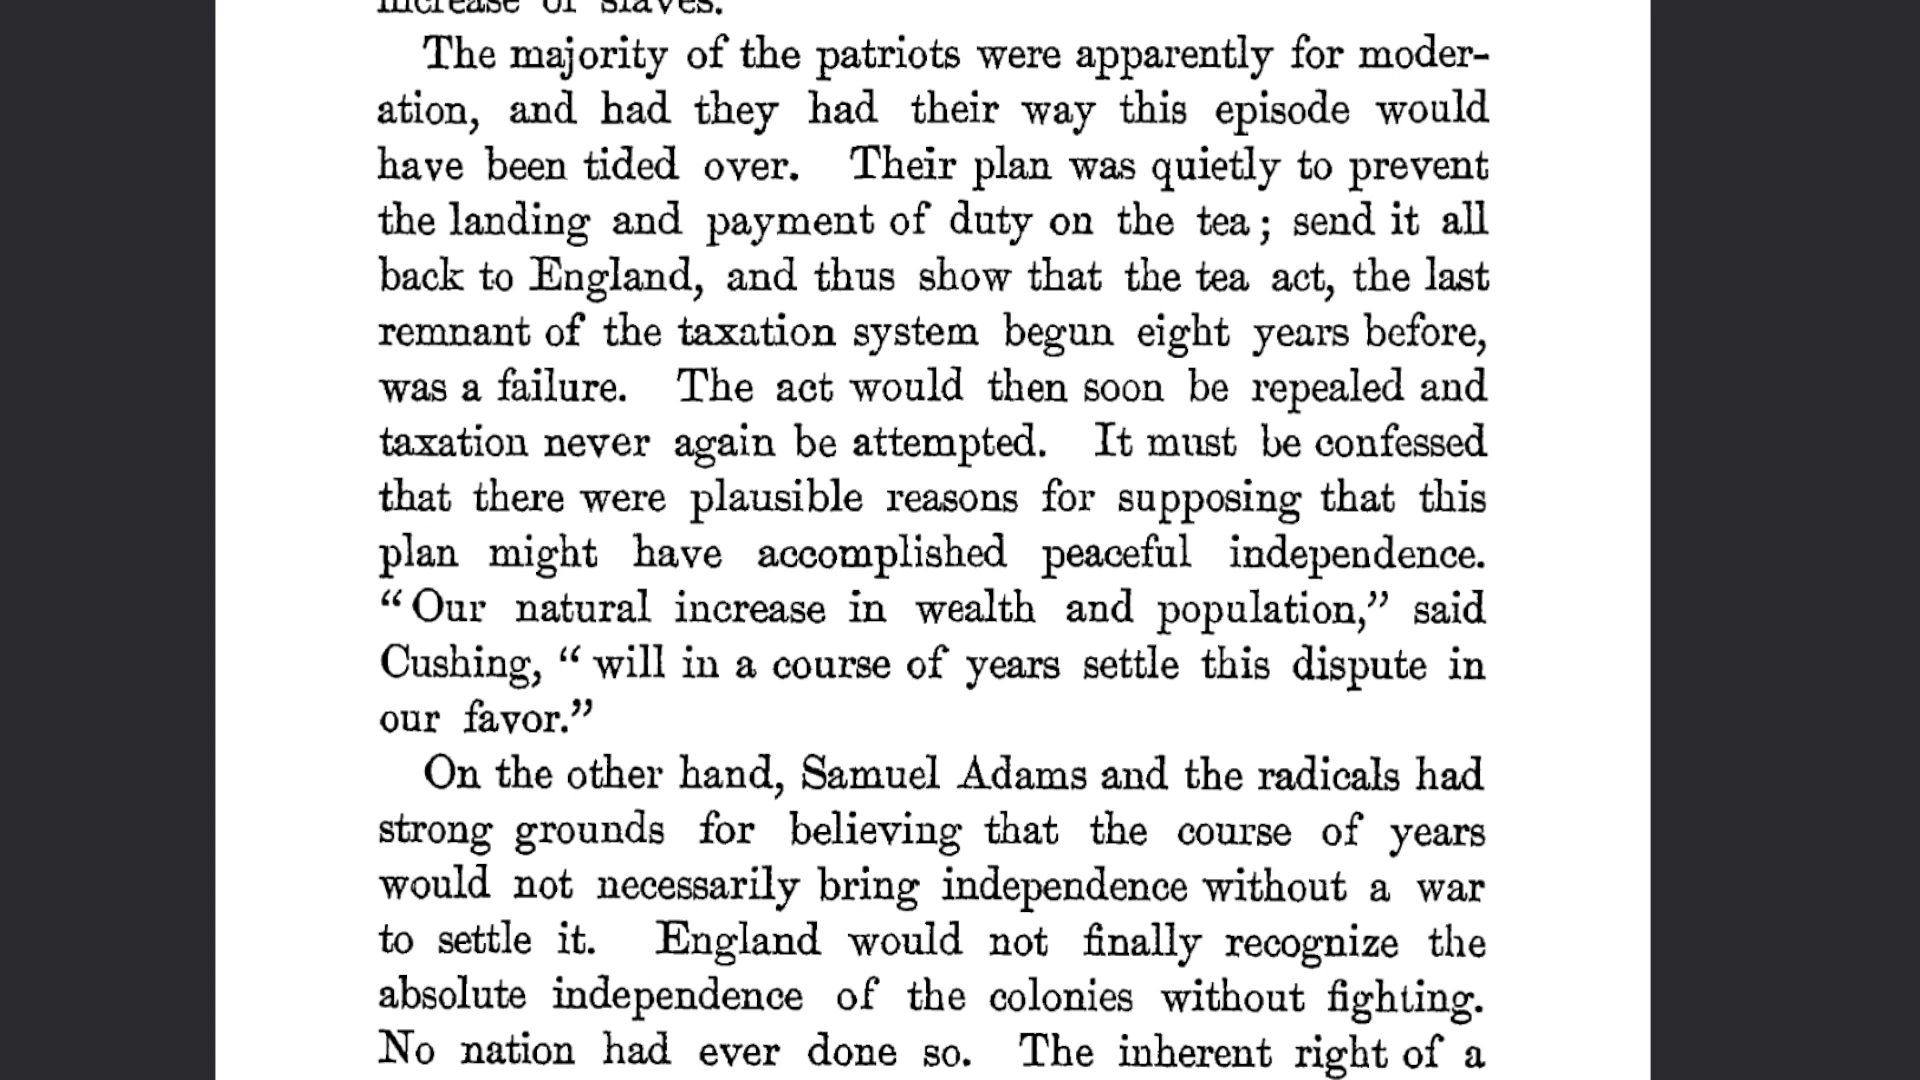 increase of slaves.
The majority of the patriots were apparently for moder-
ation, and had they had their way this episode would
have been tided over. Their plan was quietly to prevent
the landing and payment of duty on the tea; send it all
back to England, and thus show that the tea act, the last
remnant of the taxation system begun eight years before,
was a failure. The act would then soon be repealed and
taxation never again be attempted. It must be confessed
that there were plausible reasons for supposing that this
plan might have accomplished peaceful independence.
“Our natural increase in wealth and population,” said
Cushing, “will in a course of years settle this dispute in
our favor.”
On the other hand, Samuel Adams and the radicals had
strong grounds for believing that the course of years
would not necessarily bring independence without a war
to settle it. England would not finally recognize the
absolute independence of the colonies without fighting.
No nation had ever done so. The inherent right of a